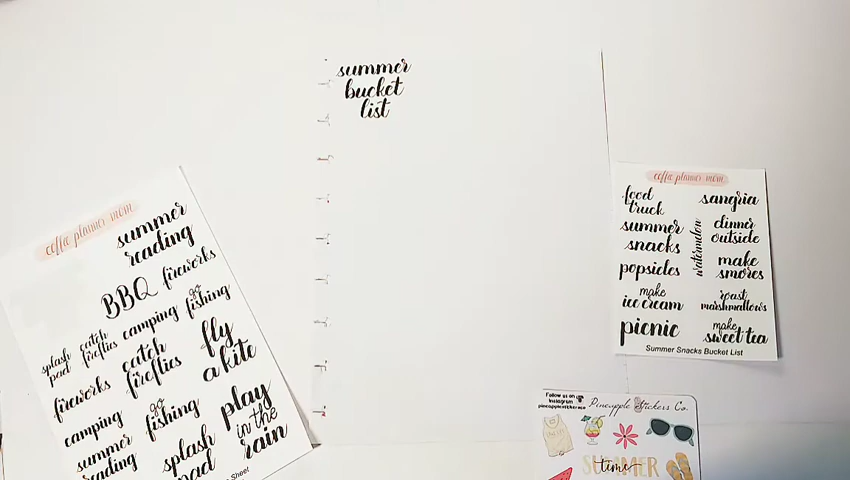 summer
bucket
list
coffee planner mom
summer
reading
BBQ
fireworks
splash
pad
catch
fireflies
camping
go
fishing
fireworks
catch
fireflies
fly
a kite
camping
go
fishing
play
in the
rain
summer
reading
splash
pad
Sheet
coffee planner mom
food
truck
sangria
summer
snacks
watermelon
dinner
outside
popsicles
make
smores
make
ice cream
roast
marshmallows
picnic
make
sweet tea
Summer Snacks Bucket List
Follow us on
Instagram
pineapplestickersco
Pineapple Stickers Co.
SUMMER
time